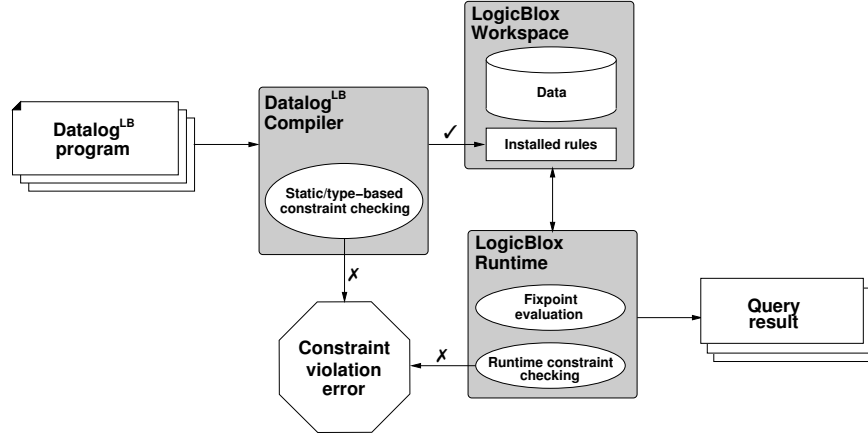 LogicBlox
Workspace
Data
Installed rules
Datalog^LB
program
Datalog^LB
Compiler
✓
Static/type−based
constraint checking
✗
LogicBlox
Runtime
Fixpoint
evaluation
Runtime constraint
checking
✗
Query
result
Constraint
violation
error